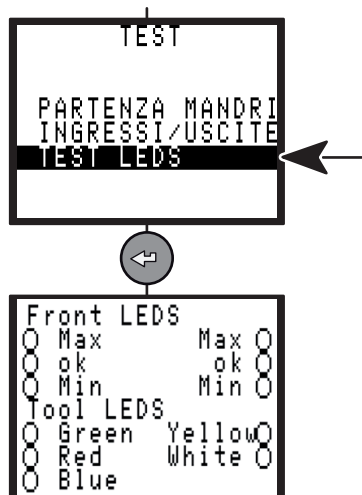 TEST
PARTENZA MANDRI
INGRESSI/USCITE
TEST LEDS
Front LEDS
Max Max
ok ok
Min Min
Tool LEDS
Green Yellow
Red White
Blue